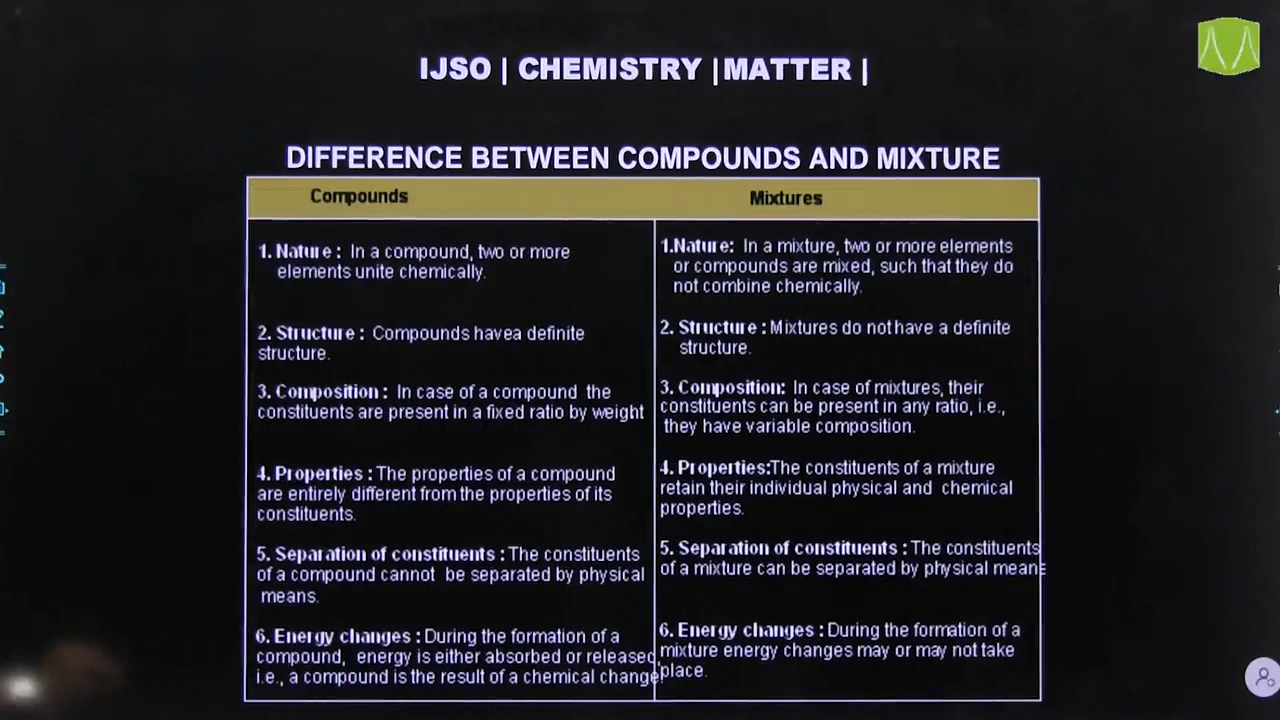 IJSO | CHEMISTRY |MATTER |
DIFFERENCE BETWEEN COMPOUNDS AND MIXTURE
Compounds
Mixtures
1. Nature : In a compound, two or more
elements unite chemically.
2. Structure : Compounds havea definite
structure.
3. Composition : In case of a compound the
constituents are present in a fixed ratio by weight
4. Properties : The properties of a compound
are entirely different from the properties of its
constituents.
5. Separation of constituents : The constituents
of a compound cannot be separated by physical
means.
6. Energy changes : During the formation of a
compound, energy is either absorbed or released
i.e., a compound is the result of a chemical change.
1.Nature: In a mixture, two or more elements
or compounds are mixed, such that they do
not combine chemically.
2. Structure : Mixtures do not have a definite
structure.
3. Composition: In case of mixtures, their
constituents can be present in any ratio, i.e.,
they have variable composition.
4. Properties:The constituents of a mixture
retain their individual physical and chemical
properties.
5. Separation of constituents : The constituents
of a mixture can be separated by physical means
6. Energy changes : During the formation of a
mixture energy changes may or may not take
place.